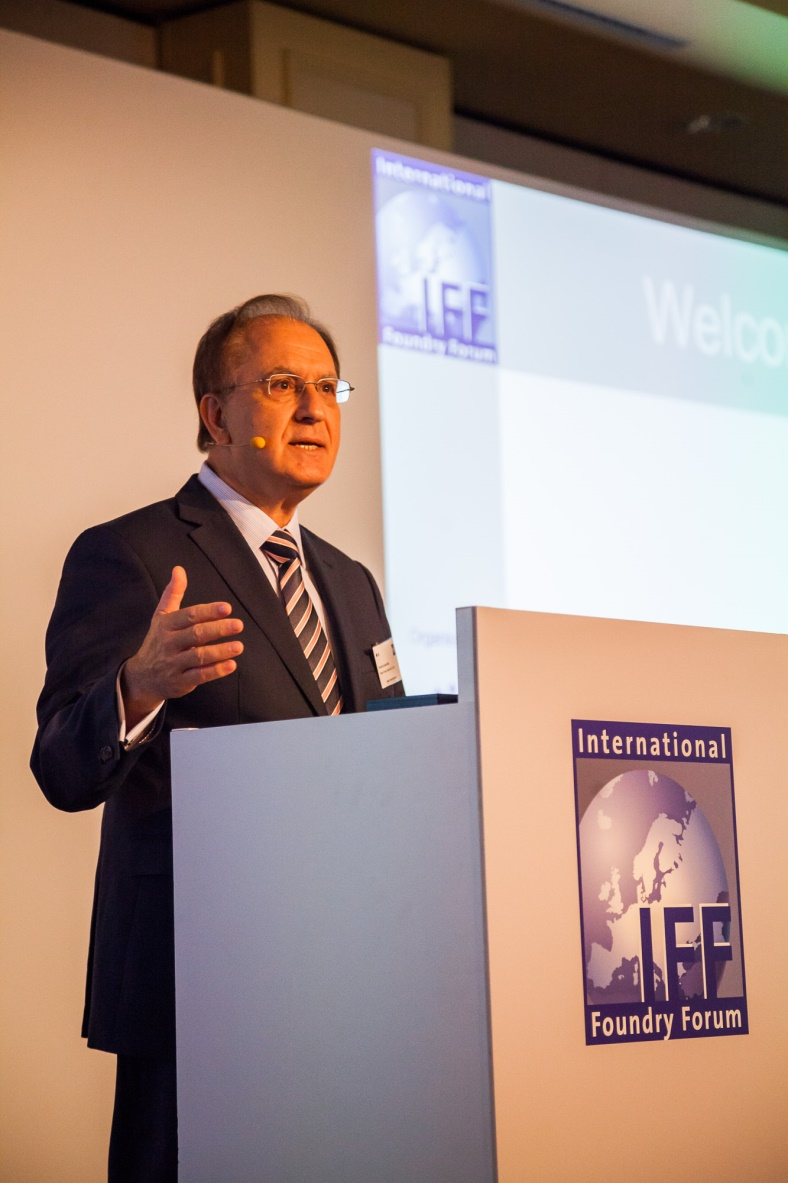 International
IFF
Foundry Forum
Welco
International
IFF
Foundry Forum